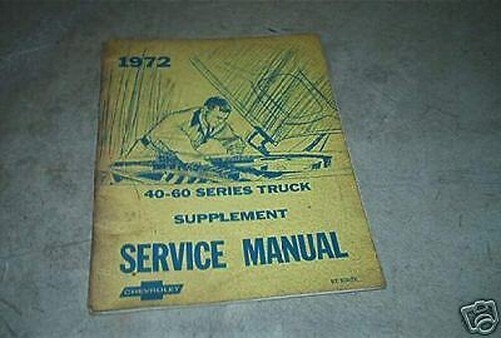 1972
40-60 SERIES TRUCK
SUPPLEMENT
SERVICE MANUAL
CHEVROLET